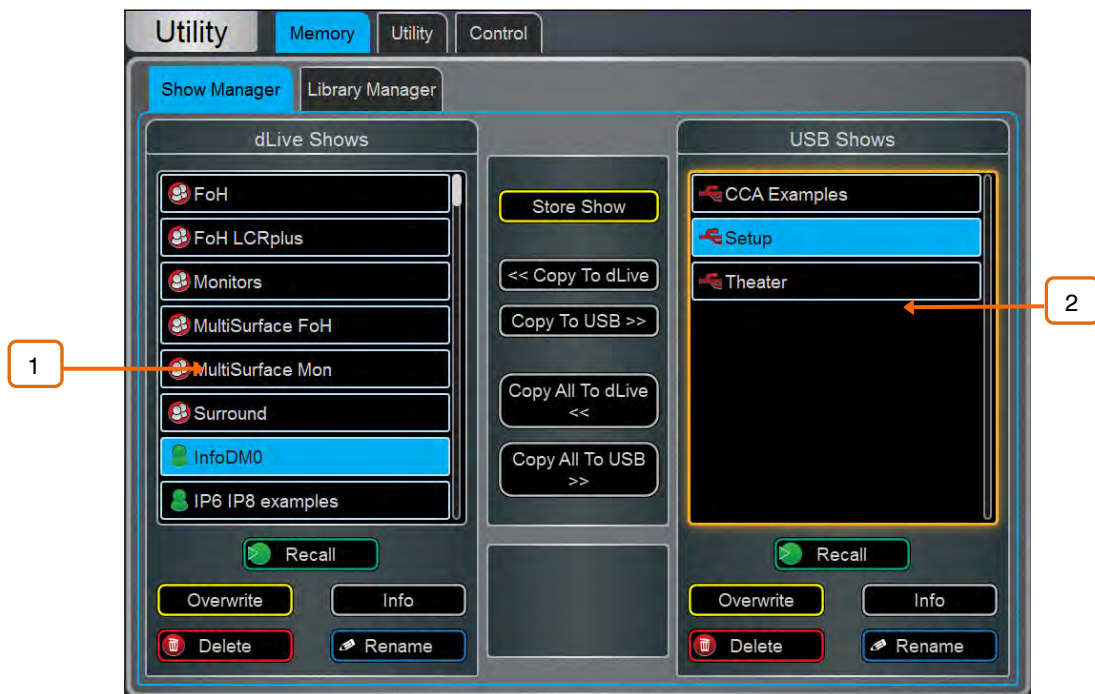 Utility
Memory
Utility
Control
Show Manager
Library Manager
dLive Shows
FoH
FoH LCRplus
Monitors
MultiSurface FoH
MultiSurface Mon
Surround
InfoDM0
IP6 IP8 examples
Recall
Overwrite
Info
Delete
Rename
Store Show
<< Copy To dLive
Copy To USB >>
Copy All To dLive
<<
Copy All To USB
>>
USB Shows
CCA Examples
Setup
Theater
Recall
Overwrite
Info
Delete
Rename
1
2